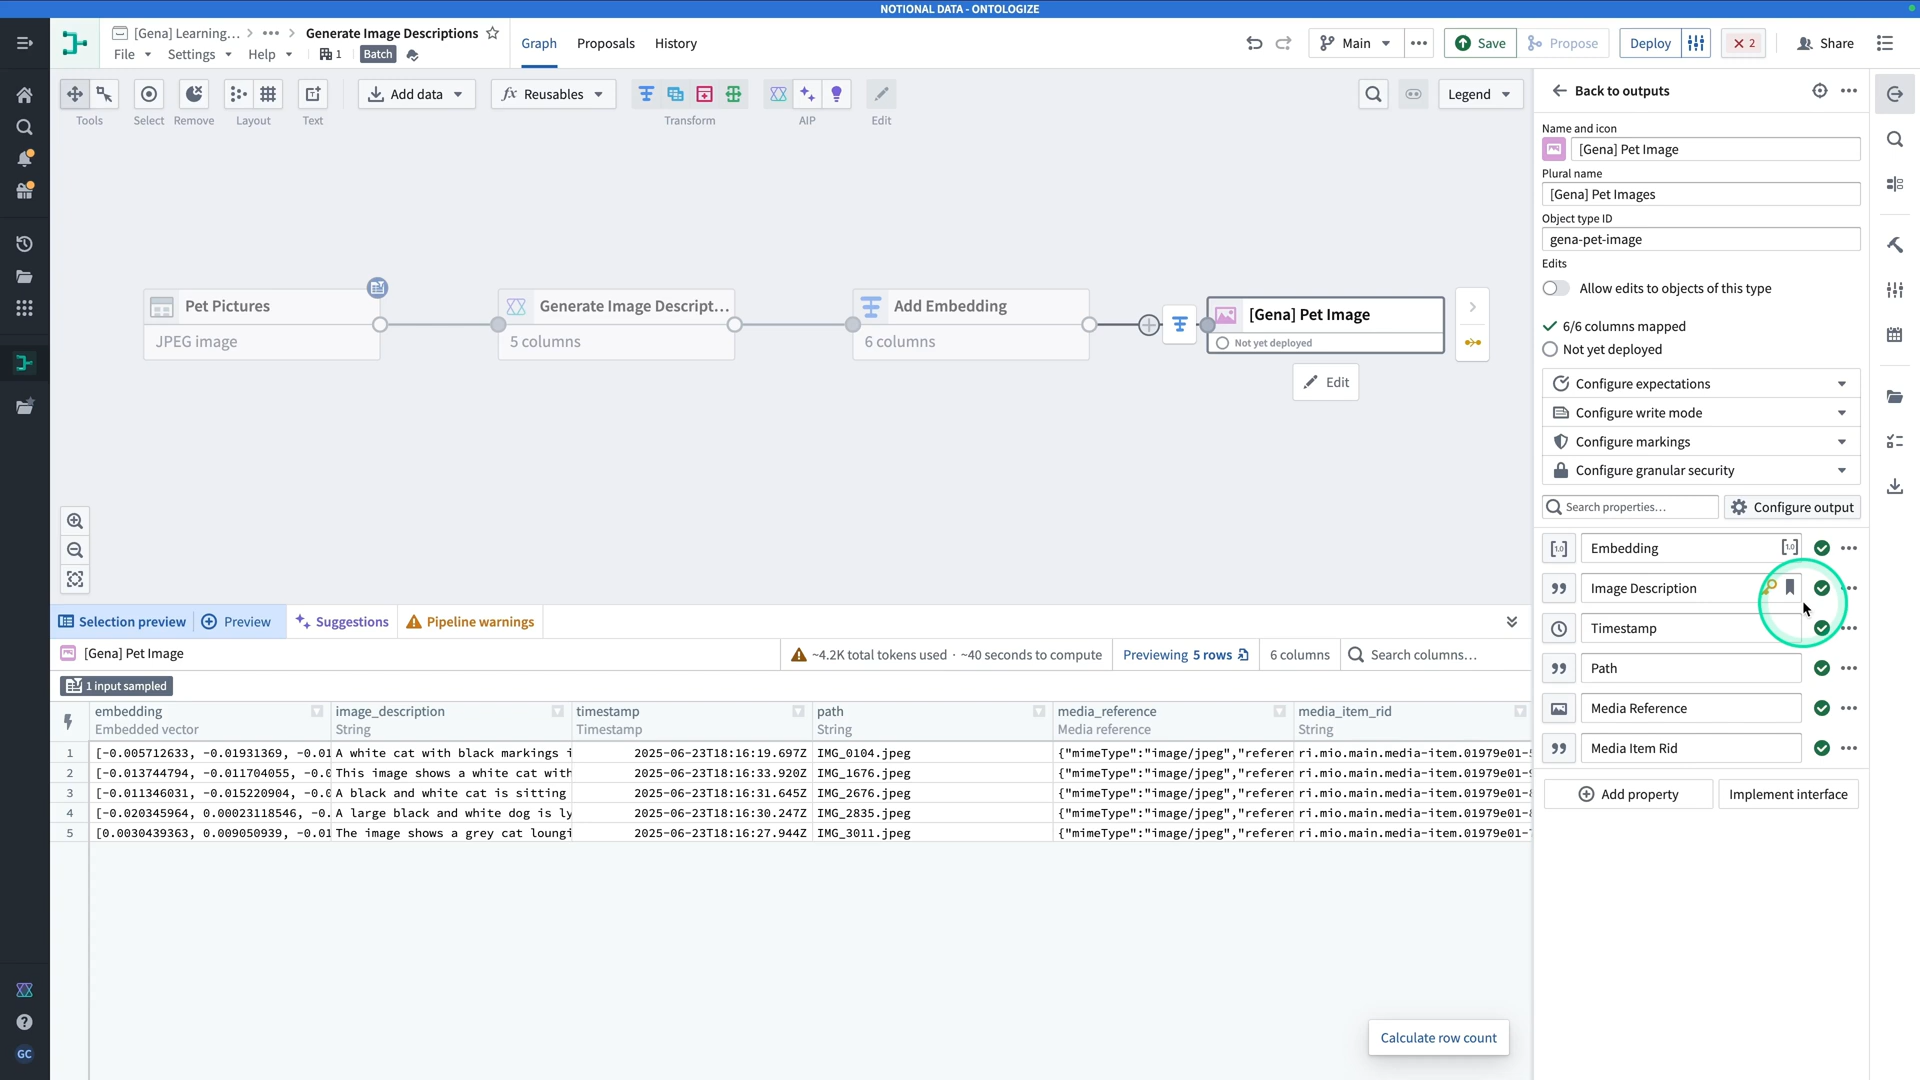 NOTIONAL DATA - ONTOLOGIZE
[Gena] Learning...
Generate Image Descriptions
File
Settings
Help
1
Batch
Graph
Proposals
History
Main
Save
Propose
Deploy
2
Share
Tools
Select
Remove
Layout
Text
Add data
fx Reusables
Transform
AIP
Edit
Legend
Pet Pictures
JPEG image
Generate Image Descript...
5 columns
Add Embedding
6 columns
[Gena] Pet Image
Not yet deployed
Edit
Back to outputs
Name and icon
[Gena] Pet Image
Plural name
[Gena] Pet Images
Object type ID
gena-pet-image
Edits
Allow edits to objects of this type
6/6 columns mapped
Not yet deployed
Configure expectations
Configure write mode
Configure markings
Configure granular security
Search properties...
Configure output
Embedding
Image Description
Timestamp
Path
Media Reference
Media Item Rid
Add property
Implement interface
Selection preview
Preview
Suggestions
Pipeline warnings
[Gena] Pet Image
~4.2K total tokens used · ~40 seconds to compute
Previewing 5 rows
6 columns
Search columns...
1 input sampled
embedding image_description timestamp path media_reference media_item_rid
Embedded vector String Timestamp String Media reference String
1 [-0.005712633, -0.01931369, -0.01 A white cat with black markings i 2025-06-23T18:16:19.697Z IMG_0104.jpeg {"mimeType":"image/jpeg","referen ri.mio.main.media-item.01979e01-5
2 [-0.013744794, -0.011704055, -0.0 This image shows a white cat with 2025-06-23T18:16:33.920Z IMG_1676.jpeg {"mimeType":"image/jpeg","referen ri.mio.main.media-item.01979e01-9
3 [-0.011346031, -0.015220904, -0.0 A black and white cat is sitting 2025-06-23T18:16:31.645Z IMG_2676.jpeg {"mimeType":"image/jpeg","referen ri.mio.main.media-item.01979e01-8
4 [-0.020345964, 0.00023118546, -0. A large black and white dog is ly 2025-06-23T18:16:30.247Z IMG_2835.jpeg {"mimeType":"image/jpeg","referen ri.mio.main.media-item.01979e01-8
5 [0.0030439363, 0.009050939, -0.01 The image shows a grey cat loungi 2025-06-23T18:16:27.944Z IMG_3011.jpeg {"mimeType":"image/jpeg","referen ri.mio.main.media-item.01979e01-7
Calculate row count
GC